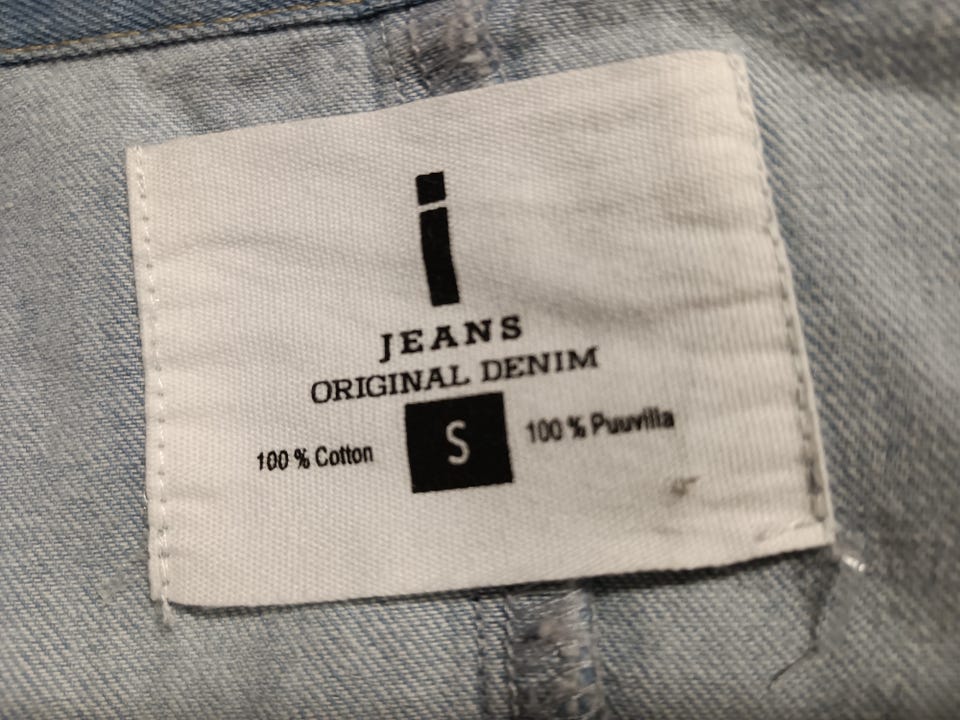 i
JEANS
ORIGINAL DENIM
100 % Cotton
S
100 % Puuvilla